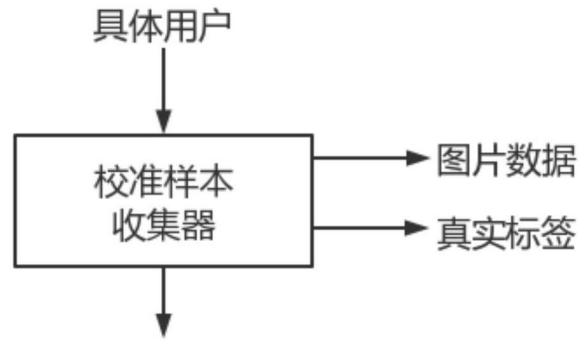 具体用户
校准样本
收集器
图片数据
真实标签